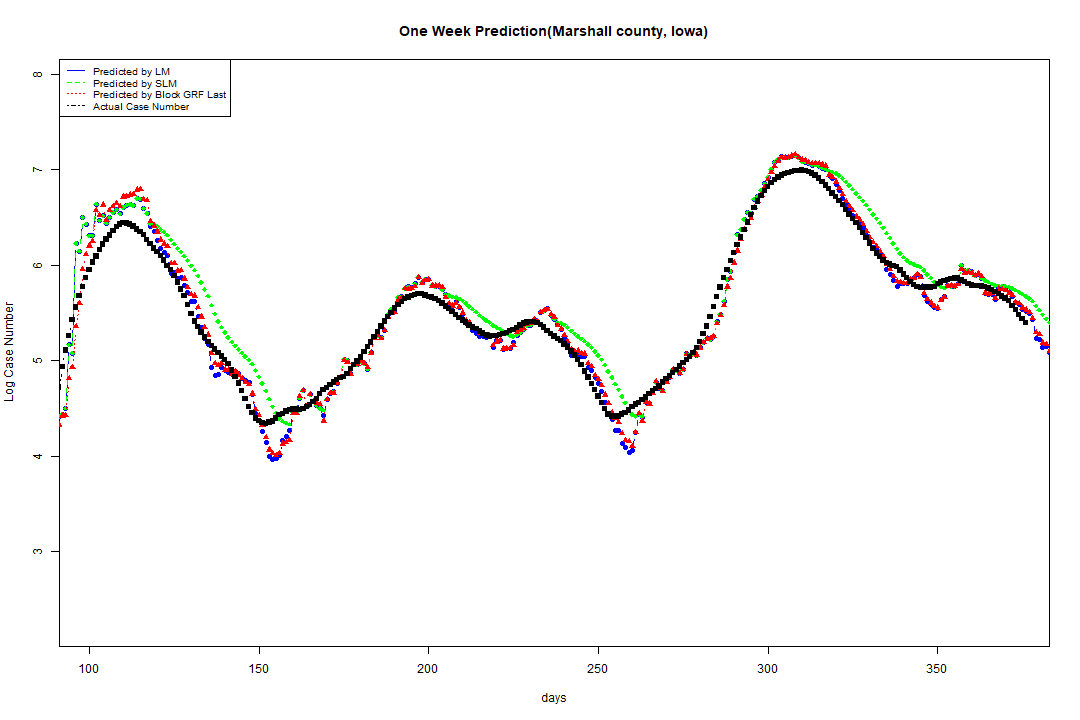 One Week Prediction(Marshall county, Iowa)
Predicted by LM
Predicted by SLM
Predicted by Block GRF Last
Actual Case Number
8
7
6
5
4
3
Log Case Number
100 150 200 250 300 350
days